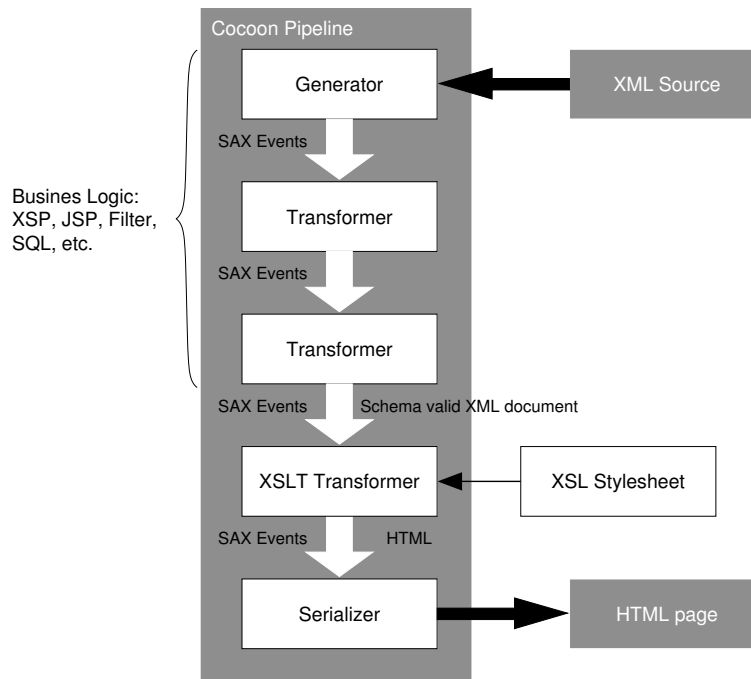 Cocoon Pipeline
Generator
XML Source
SAX Events
Busines Logic:
XSP, JSP, Filter,
SQL, etc.
Transformer
SAX Events
Transformer
SAX Events
Schema valid XML document
XSLT Transformer
XSL Stylesheet
SAX Events
HTML
Serializer
HTML page